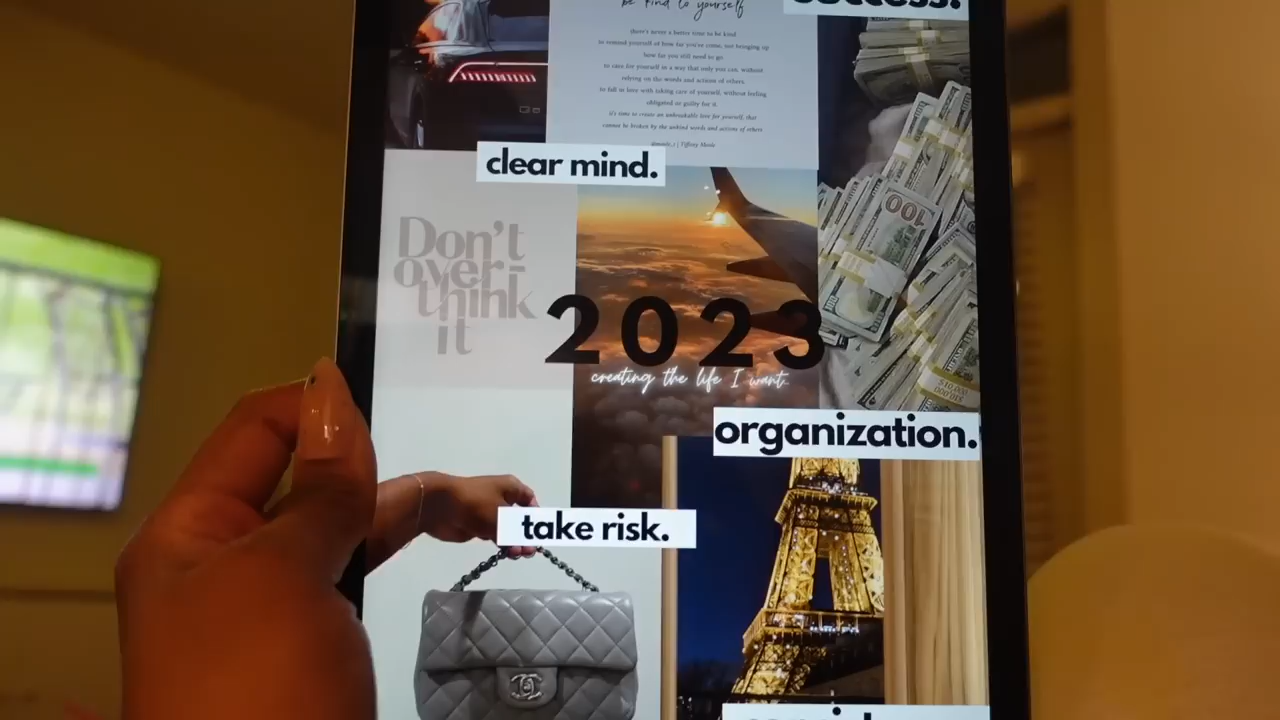 success.
be kind to yourself
there's never a better time to be kind
to remind yourself of how far you've come, not bringing up
how far you still need to go.
to care for yourself in a way that only you can, without
relying on the words and actions of others.
to fall in love with taking care of yourself, without feeling
obligated or guilty for it.
it's time to create an unbreakable love for yourself, that
cannot be broken by the unkind words and actions of others
Tiffany Moule
clear mind.
100
Don't
over-
think
it
2023
creating the life I want.
$10,000
organization.
take risk.